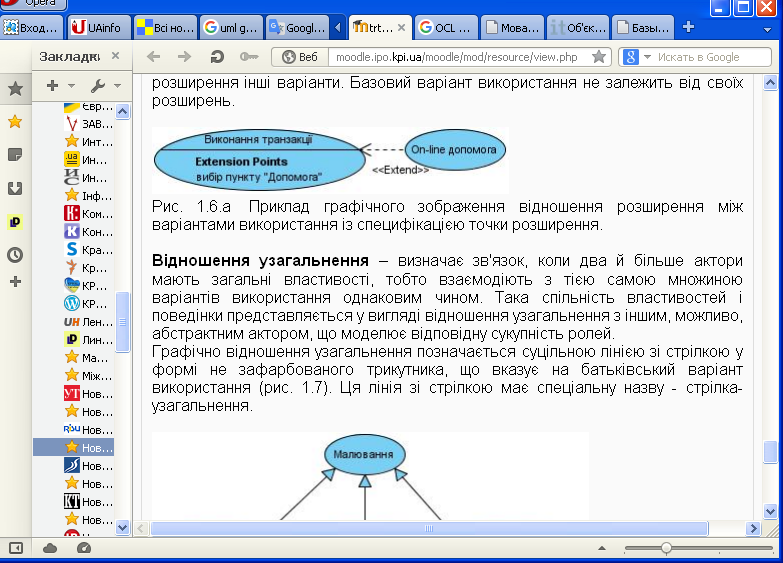 Opera
Вход...
UAinfo
Всі но...
uml g...
Googl...
trt...
OCL ...
Мова...
Об'єк...
Базы...
Закладки
Веб
moodle.ipo.kpi.ua/moodle/mod/resource/view.php
Искать в Google
Євр...
ЗАВ...
Инт...
Ин...
Ин...
Інф...
Ком...
Кон...
Кра...
Кр...
КР...
КР...
Лен...
Лин...
Ма...
Між...
Нов...
Нов...
Нов...
Нов...
Нов...
Нов...
Нов...
Нов...
Нов...
розширення інші варіанти. Базовий варіант використання не залежить від своїх
розширень.
Виконання транзакції
Extension Points
вибір пункту "Допомога"
On-line допомога
<<Extend>>
Рис. 1.6.а Приклад графічного зображення відношення розширення між
варіантами використання із специфікацією точки розширення.
Відношення узагальнення – визначає зв'язок, коли два й більше актори
мають загальні властивості, тобто взаємодіють з тією самою множиною
варіантів використання однаковим чином. Така спільність властивостей і
поведінки представляється у вигляді відношення узагальнення з іншим, можливо,
абстрактним актором, що моделює відповідну сукупність ролей.
Графічно відношення узагальнення позначається суцільною лінією зі стрілкою у
формі не зафарбованого трикутника, що вказує на батьківський варіант
використання (рис. 1.7). Ця лінія зі стрілкою має спеціальну назву - стрілка-
узагальнення.
Малювання